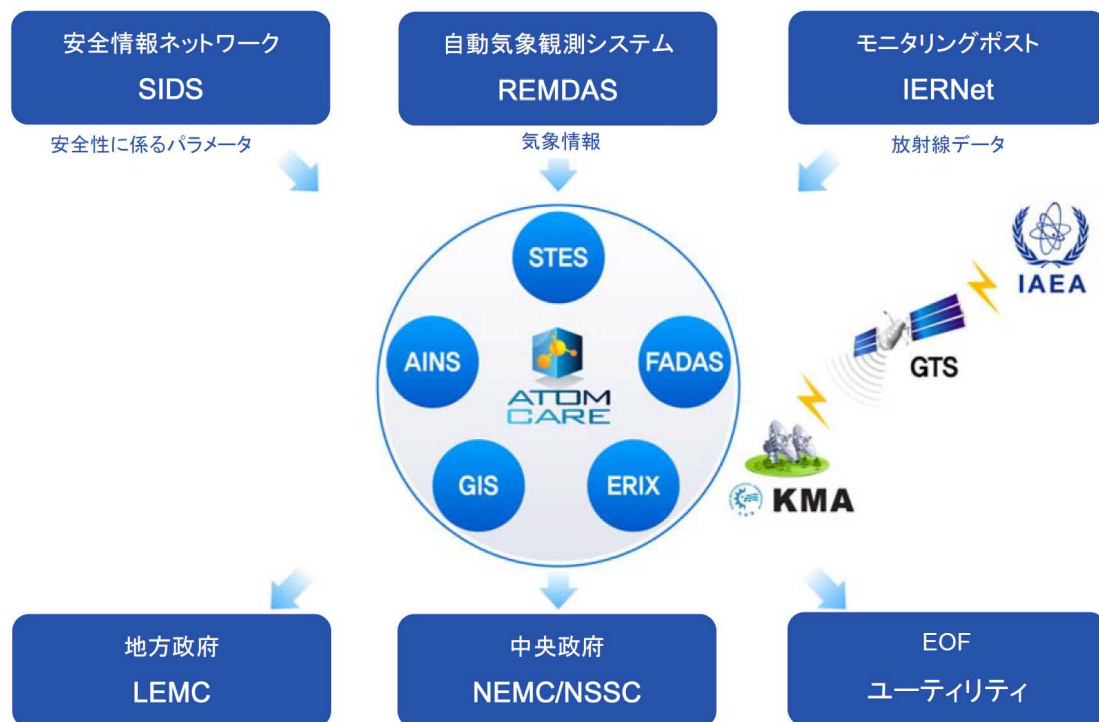 安全情報ネットワーク
SIDS
自動気象観測システム
REMDAS
モニタリングポスト
IERNet
安全性に係るパラメータ
気象情報
放射線データ
STES
AINS
FADAS
ATOM
CARE
GIS
ERIX
IAEA
GTS
KMA
地方政府
LEMC
中央政府
NEMC/NSSC
EOF
ユーティリティ